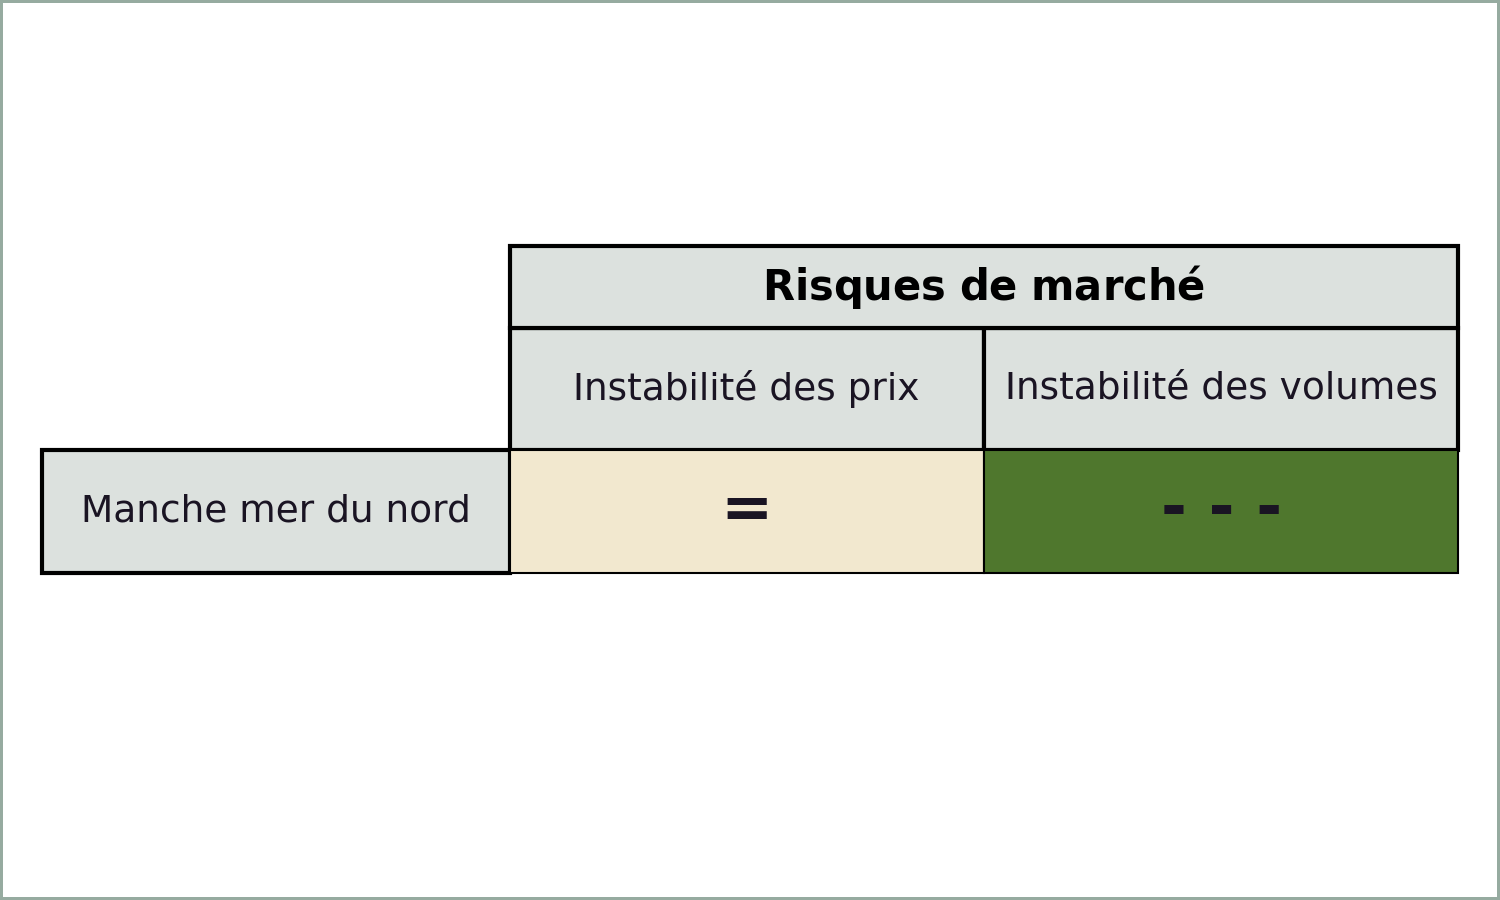 Risques de marché
Instabilité des prix
Instabilité des volumes
Manche mer du nord
=
- - -